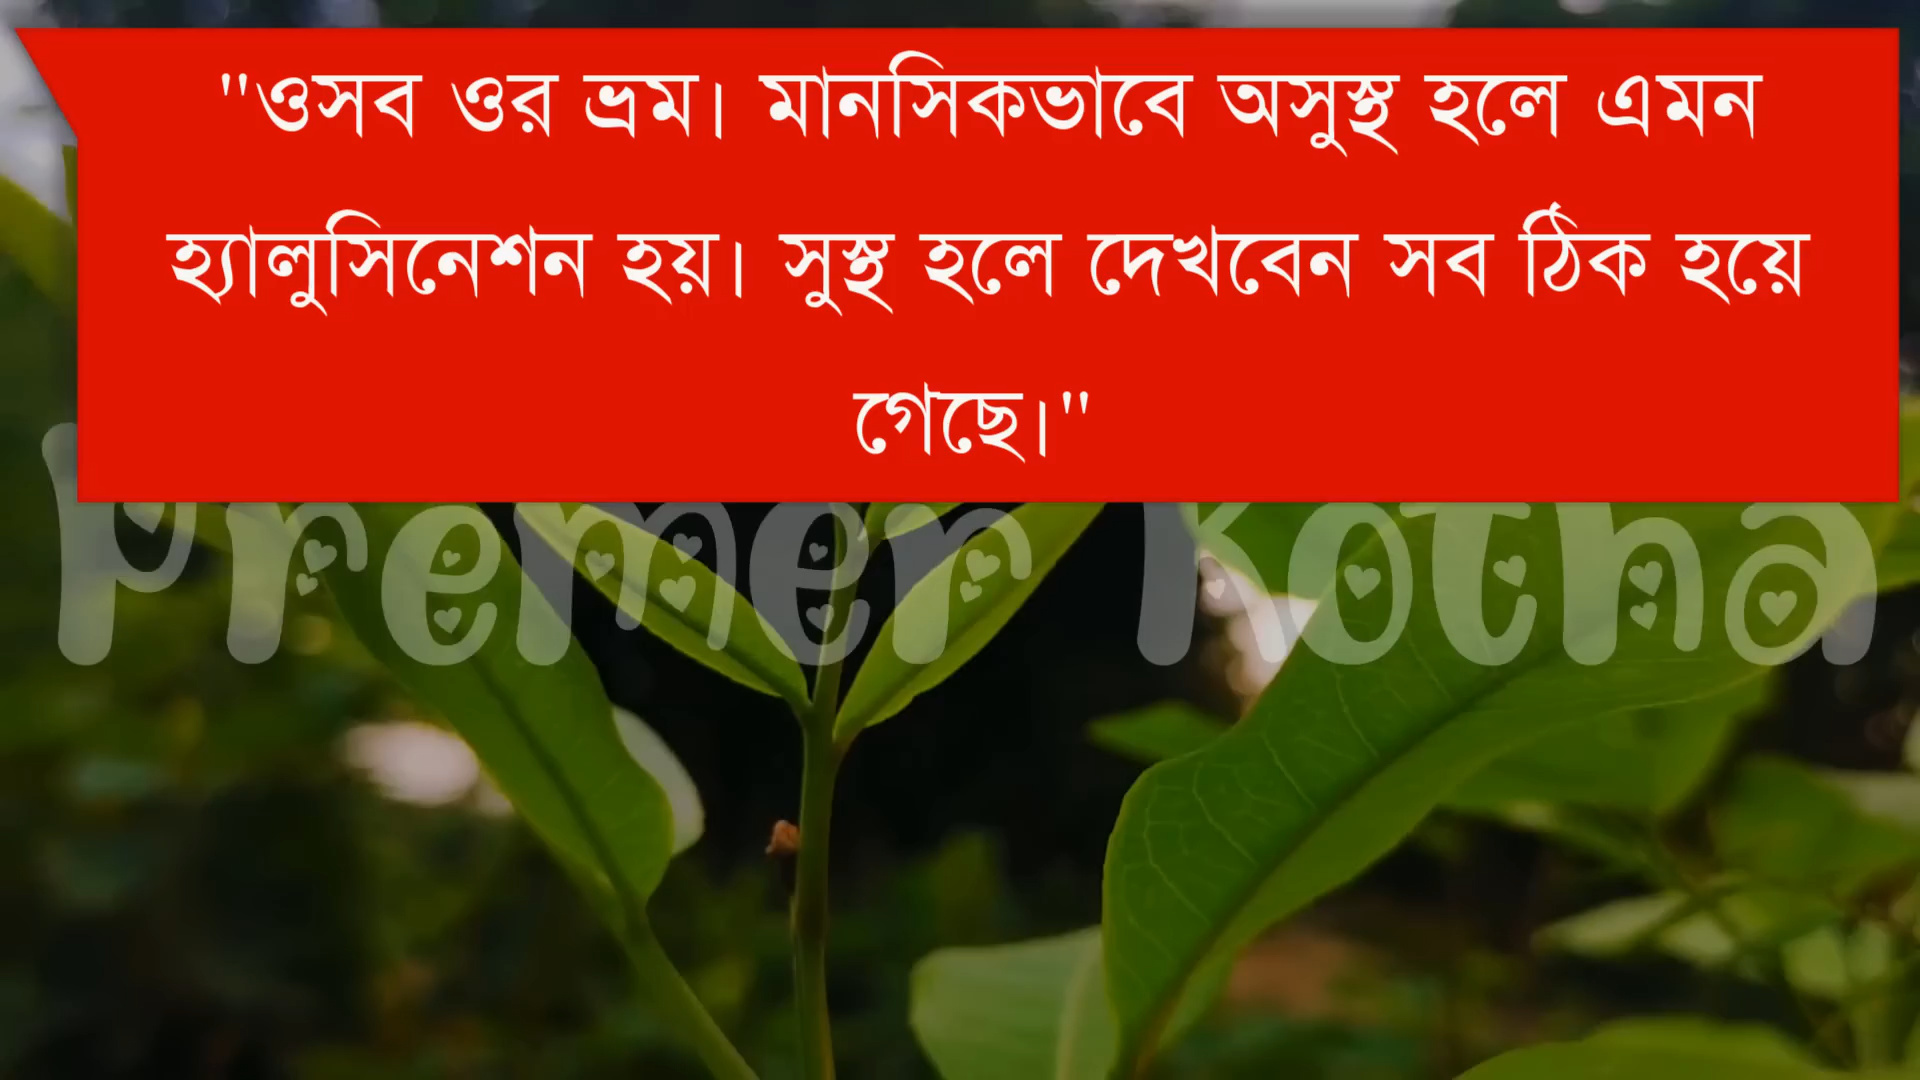 "ওসব ওর ভ্রম। মানসিকভাবে অসুস্থ হলে এমন
হ্যালুসিনেশন হয়। সুস্থ হলে দেখবেন সব ঠিক হয়ে
গেছে।"
Premer Kotha